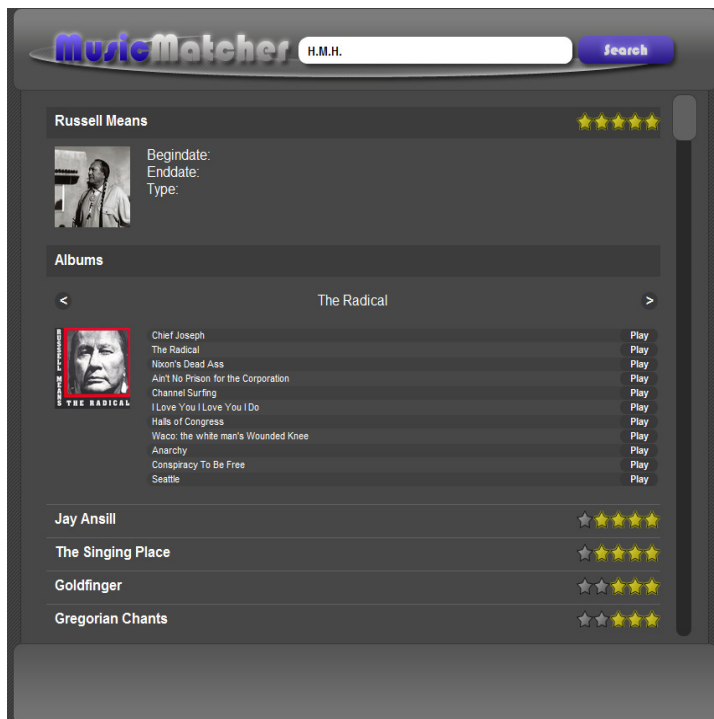 MusicMatcher
H.M.H.
Search
Russell Means
Begindate:
Enddate:
Type:
Albums
<
The Radical
>
RUSSELL MEANS
THE RADICAL
Chief Joseph Play
The Radical Play
Nixon's Dead Ass Play
Ain't No Prison for the Corporation Play
Channel Surfing Play
I Love You I Love You I Do Play
Halls of Congress Play
Waco: the white man's Wounded Knee Play
Anarchy Play
Conspiracy To Be Free Play
Seattle Play
Jay Ansill
The Singing Place
Goldfinger
Gregorian Chants